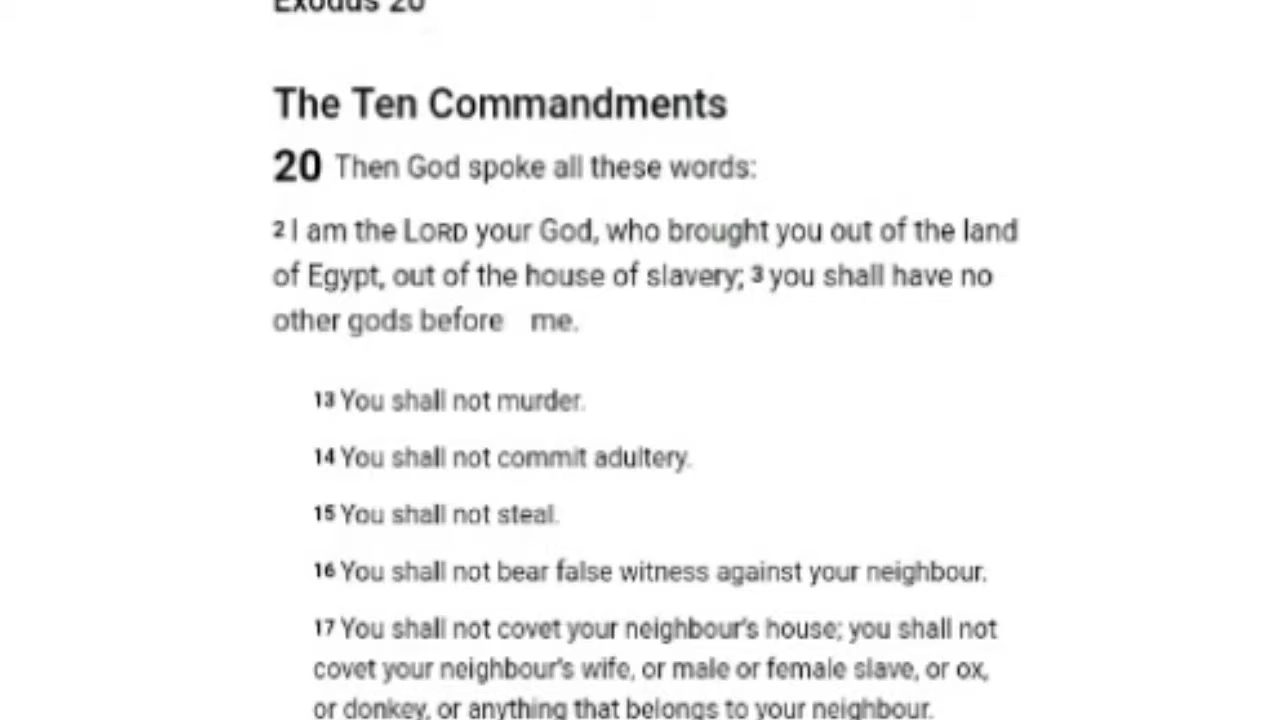 Exodus 20
The Ten Commandments
20 Then God spoke all these words:
2 I am the LORD your God, who brought you out of the land
of Egypt, out of the house of slavery; 3 you shall have no
other gods before me.
13 You shall not murder.
14 You shall not commit adultery.
15 You shall not steal.
16 You shall not bear false witness against your neighbour.
17 You shall not covet your neighbour's house; you shall not
covet your neighbour's wife, or male or female slave, or ox,
or donkey, or anything that belongs to your neighbour.